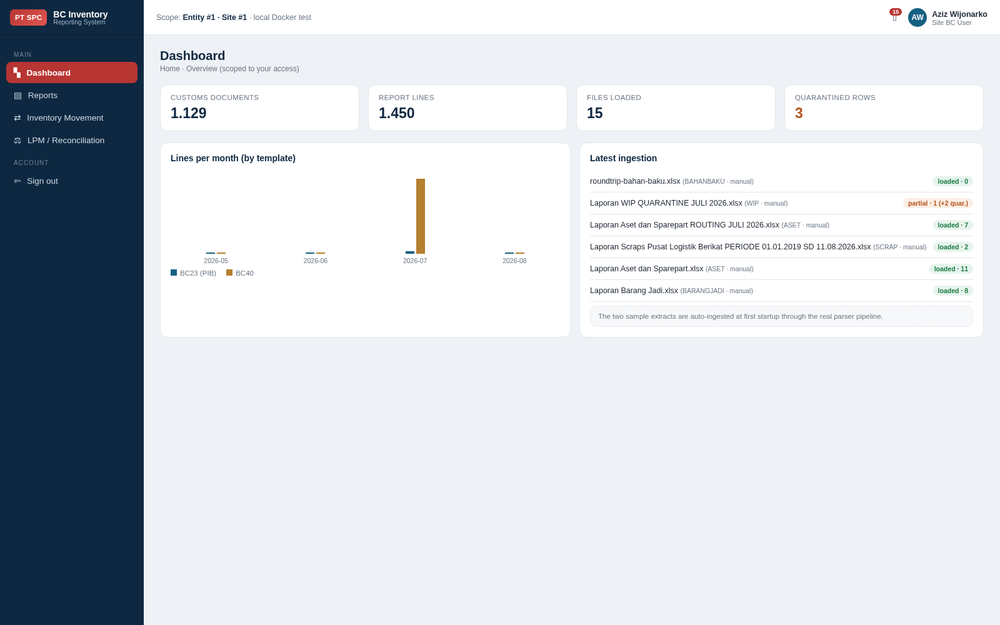 PT SPC
BC Inventory
Reporting System
Scope: Entity #1 · Site #1 · local Docker test
15
AW
Aziz Wijonarko
Site BC User
MAIN
Dashboard
Reports
Inventory Movement
LPM / Reconciliation
ACCOUNT
Sign out
Dashboard
Home · Overview (scoped to your access)
CUSTOMS DOCUMENTS
1.129
REPORT LINES
1.450
FILES LOADED
15
QUARANTINED ROWS
3
Lines per month (by template)
2026-05 2026-06 2026-07 2026-08
BC23 (PIB) BC40
Latest ingestion
roundtrip-bahan-baku.xlsx (BAHANBAKU · manual) loaded · 0
Laporan WIP QUARANTINE JULI 2026.xlsx (WIP · manual) partial · 1 (+2 quar.)
Laporan Aset dan Sparepart ROUTING JULI 2026.xlsx (ASET · manual) loaded · 7
Laporan Scraps Pusat Logistik Berikat PERIODE 01.01.2019 SD 11.08.2026.xlsx (SCRAP · manual) loaded · 2
Laporan Aset dan Sparepart.xlsx (ASET · manual) loaded · 11
Laporan Barang Jadi.xlsx (BARANGJADI · manual) loaded · 8
The two sample extracts are auto-ingested at first startup through the real parser pipeline.